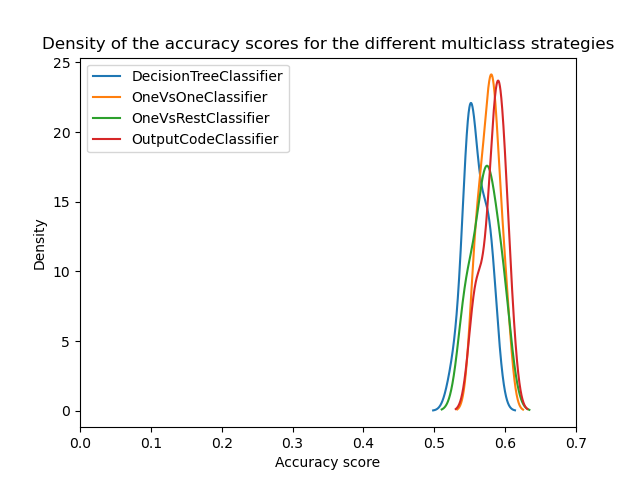 Density of the accuracy scores for the different multiclass strategies
25
20
15
10
5
0
Density
DecisionTreeClassifier
OneVsOneClassifier
OneVsRestClassifier
OutputCodeClassifier
0.0 0.1 0.2 0.3 0.4 0.5 0.6 0.7
Accuracy score